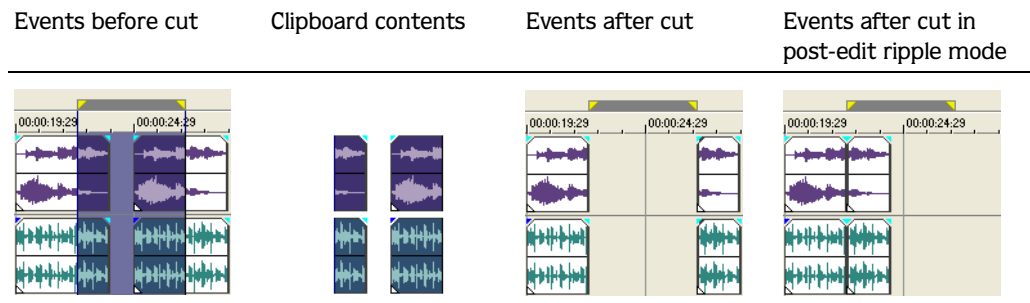 Events before cut
Clipboard contents
Events after cut
Events after cut in
post-edit ripple mode
00:00:19:29 00:00:24:29
00:00:19:29 00:00:24:29
00:00:19:29 00:00:24:29